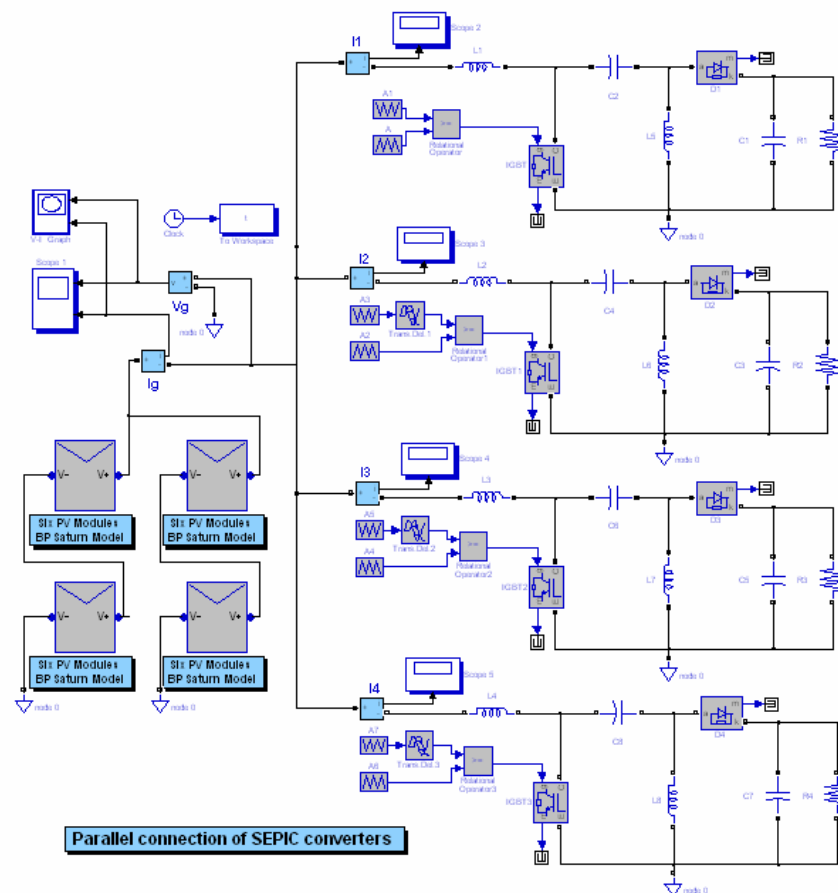 Scope 2
I1
L1
C2
a
m
k
D1
A1
A
>=
Relational
Operator
IGBT
g
C
m
E
L5
C1
R1
node 0
V-I Graph
Clock
t
To Workspace
Scope 1
Vg
node 0
Ig
Scope 3
I2
L2
C4
a
m
k
D2
A3
Trans.Del.1
A2
Relational
Operator1
IGBT1
L6
C3
R2
node 0
V- V+
V- V+
Six PV Modules
BP Saturn Model
Six PV Modules
BP Saturn Model
V- V+
V- V+
Six PV Modules
BP Saturn Model
Six PV Modules
BP Saturn Model
node 0
node 0
Scope 4
I3
L3
C6
a
m
k
D3
A5
Trans.Del.2
A4
Relational
Operator2
IGBT2
L7
C5
R3
node 0
Scope 5
I4
L4
C8
a
m
k
D4
A7
Trans.Del.3
A6
Relational
Operator3
IGBT3
L8
C7
R4
node 0
Parallel connection of SEPIC converters